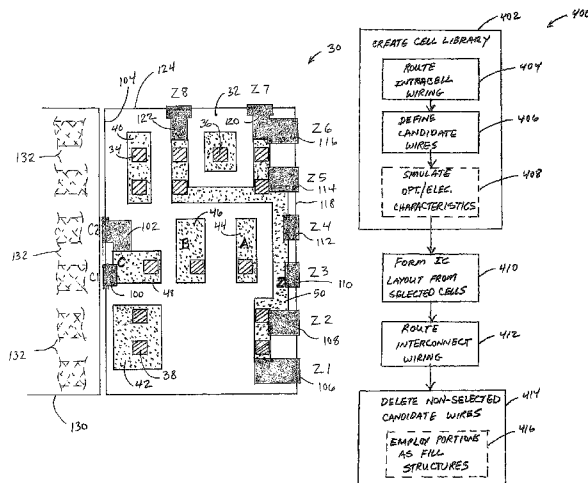 30
124
104
Z8
Z7
32
122
120
40
36
Z6
116
34
132
Z5
114
118
46
44
Z4
C2
102
112
132
B
A
C
Z3
C1
Z
110
100
48
50
Z2
108
132
38
Z1
42
106
130
402
400
CREATE CELL LIBRARY
ROUTE
INTRACELL
WIRING
404
DEFINE
CANDIDATE
WIRES
406
SIMULATE
OPT./ELEC.
CHARACTERISTICS
408
FORM IC
LAYOUT FROM
SELECTED CELLS
410
ROUTE
INTERCONNECT
WIRING
412
DELETE NON-SELECTED
CANDIDATE WIRES
414
EMPLOY PORTIONS
AS FILL
STRUCTURES
416